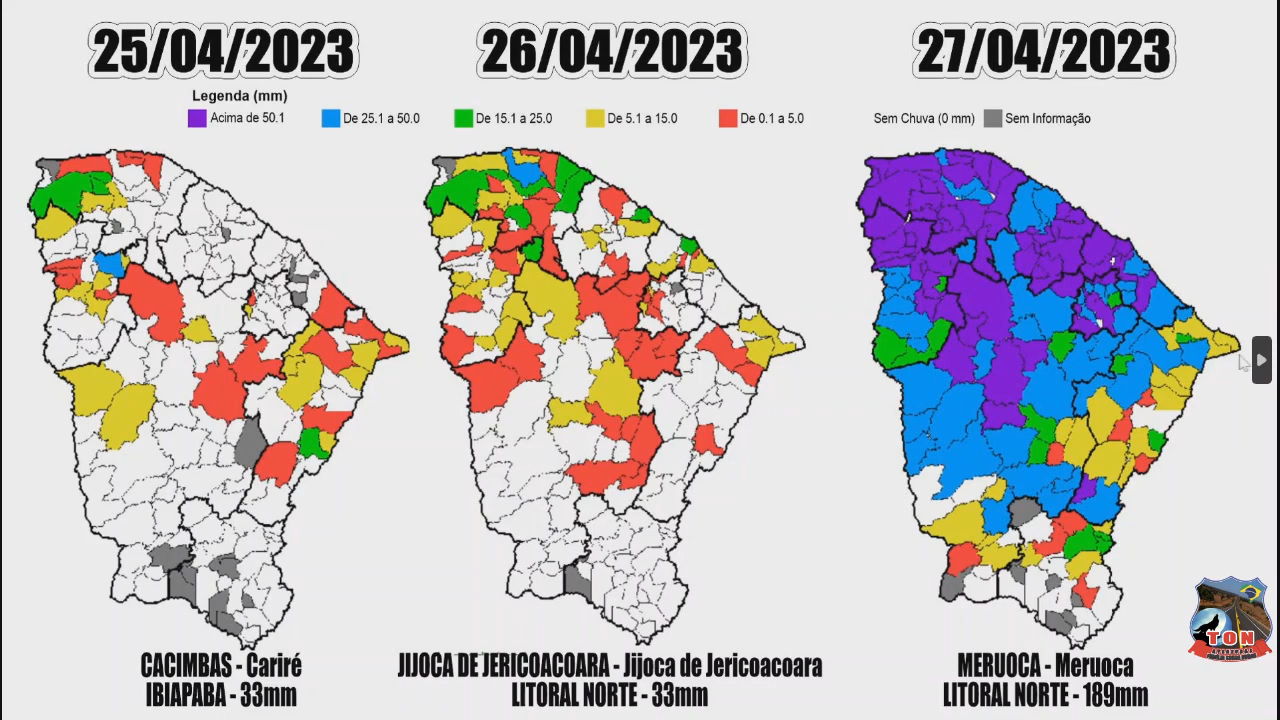 25/04/2023
26/04/2023
27/04/2023
Legenda (mm)
Acima de 50.1
De 25.1 a 50.0
De 15.1 a 25.0
De 5.1 a 15.0
De 0.1 a 5.0
Sem Chuva (0 mm)
Sem Informação
CACIMBAS - Cariré
IBIAPABA - 33mm
JIJOCA DE JERICOACOARA - Jijoca de Jericoacoara
LITORAL NORTE - 33mm
MERUOCA - Meruoca
LITORAL NORTE - 189mm
TON